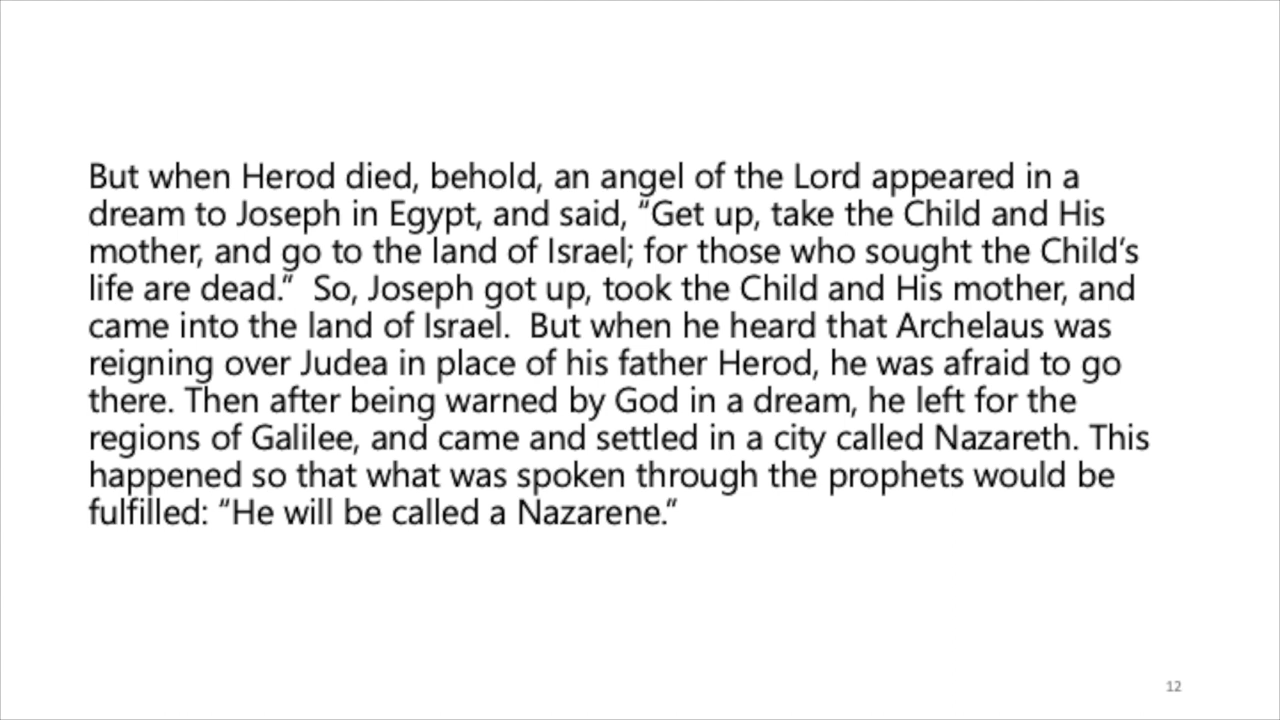 But when Herod died, behold, an angel of the Lord appeared in a
dream to Joseph in Egypt, and said, “Get up, take the Child and His
mother, and go to the land of Israel; for those who sought the Child’s
life are dead.”  So, Joseph got up, took the Child and His mother, and
came into the land of Israel.  But when he heard that Archelaus was
reigning over Judea in place of his father Herod, he was afraid to go
there. Then after being warned by God in a dream, he left for the
regions of Galilee, and came and settled in a city called Nazareth. This
happened so that what was spoken through the prophets would be
fulfilled: “He will be called a Nazarene.”
12